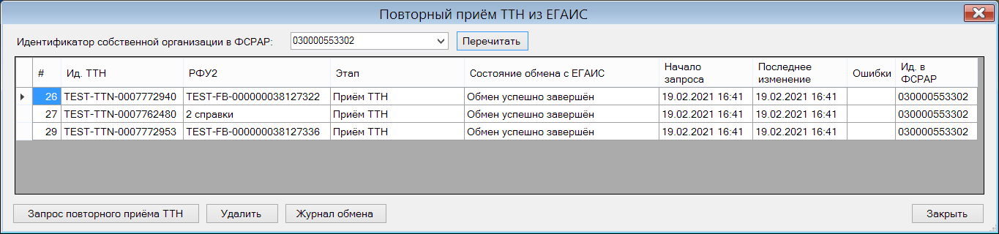 Повторный приём ТТН из ЕГАИС
Идентификатор собственной организации в ФСРАР: 030000553302 Перечитать
# Ид. ТТН РФУ2 Этап Состояние обмена с ЕГАИС Начало запроса Последнее изменение Ошибки Ид. в ФСРАР
26 TEST-TTN-0007772940 TEST-FB-000000038127322 Приём ТТН Обмен успешно завершён 19.02.2021 16:41 19.02.2021 16:41 030000553302
27 TEST-TTN-0007762480 2 справки Приём ТТН Обмен успешно завершён 19.02.2021 16:41 19.02.2021 16:41 030000553302
29 TEST-TTN-0007772953 TEST-FB-000000038127336 Приём ТТН Обмен успешно завершён 19.02.2021 16:41 19.02.2021 16:41 030000553302
Запрос повторного приёма ТТН Удалить Журнал обмена Закрыть